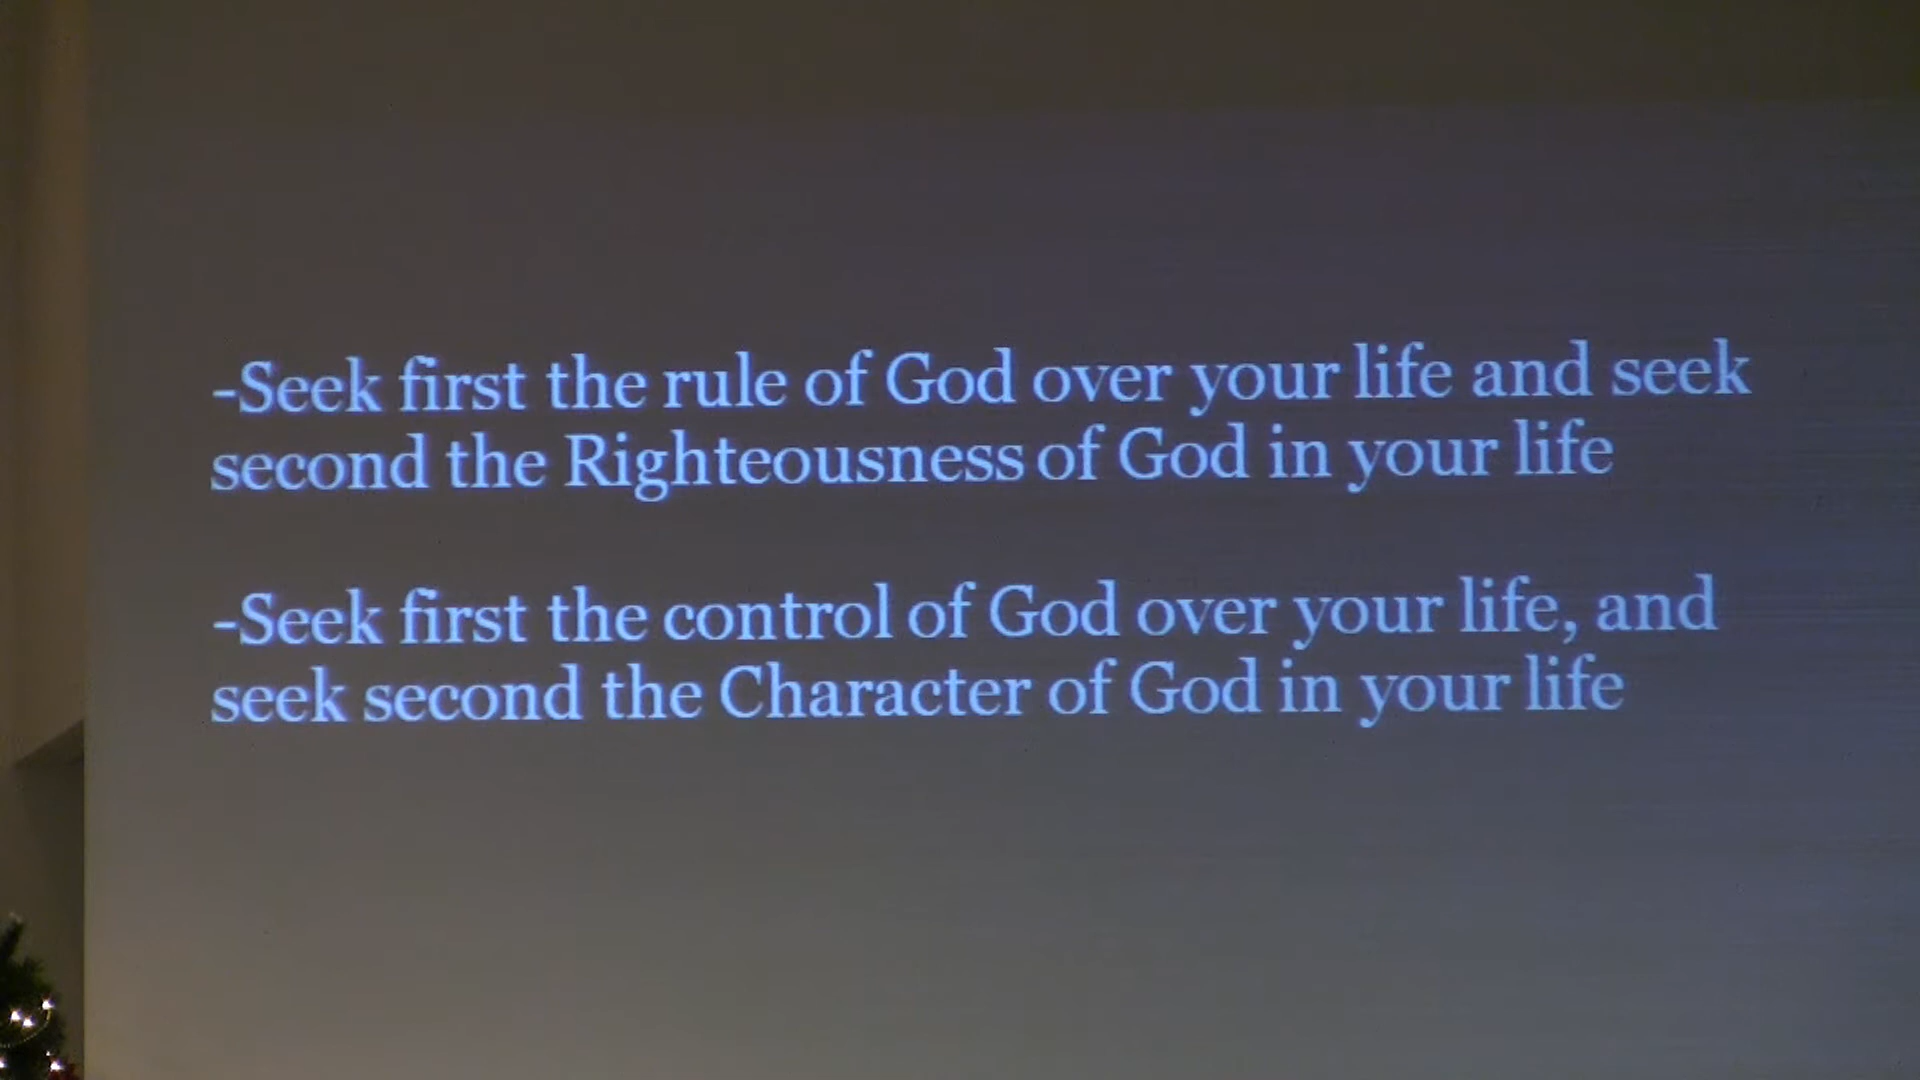 -Seek first the rule of God over your life and seek
second the Righteousness of God in your life
-Seek first the control of God over your life, and
seek second the Character of God in your life